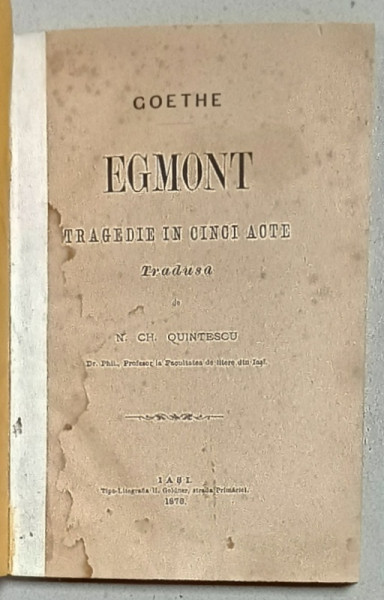 GOETHE
EGMONT
TRAGEDIE IN CINCI ACTE
Tradusă
de
N. CH. QUINTESCU
Dr. Phil., Profesor la Facultatea de litere din Iași.
IAȘI.
Tipo-Litografia H. Goldner, strada Primăriei.